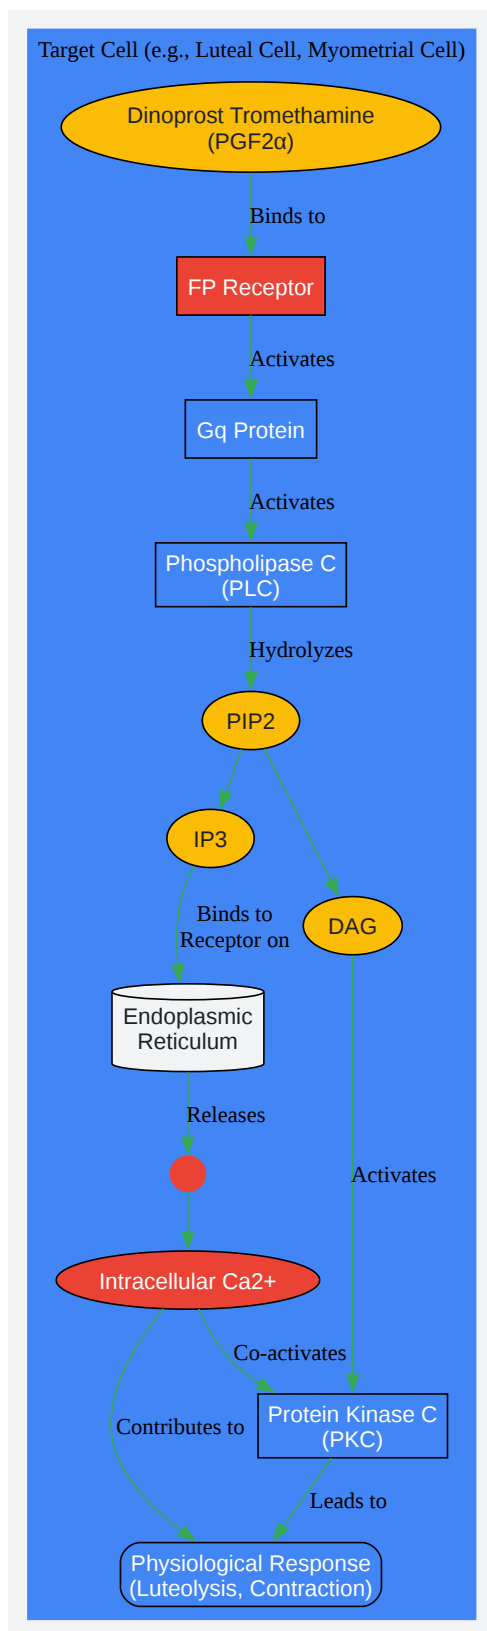 Target Cell (e.g., Luteal Cell, Myometrial Cell)
Dinoprost Tromethamine
(PGF2α)
Binds to
FP Receptor
Activates
Gq Protein
Activates
Phospholipase C
(PLC)
Hydrolyzes
PIP2
IP3
Binds to
Receptor on
DAG
Endoplasmic
Reticulum
Releases
Activates
Intracellular Ca2+
Co-activates
Protein Kinase C
(PKC)
Contributes to
Leads to
Physiological Response
(Luteolysis, Contraction)